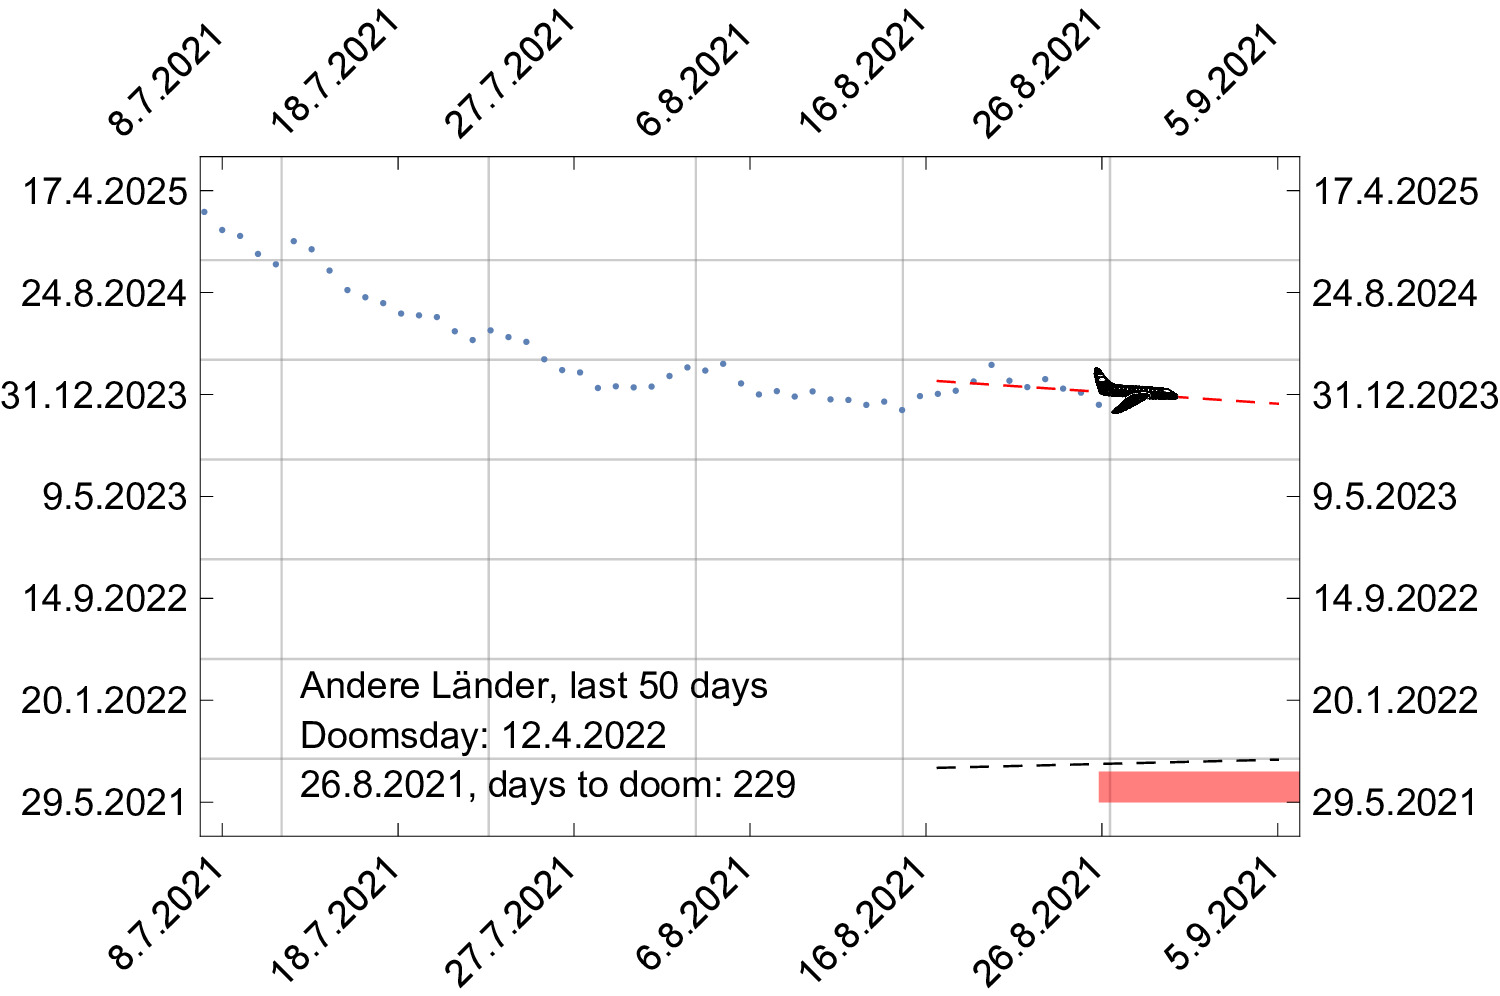 8.7.2021 18.7.2021 27.7.2021 6.8.2021 16.8.2021 26.8.2021 5.9.2021
17.4.2025 17.4.2025
24.8.2024 24.8.2024
31.12.2023 31.12.2023
9.5.2023 9.5.2023
14.9.2022 14.9.2022
Andere Länder, last 50 days
20.1.2022 20.1.2022
Doomsday: 12.4.2022
26.8.2021, days to doom: 229
29.5.2021 29.5.2021
8.7.2021 18.7.2021 27.7.2021 6.8.2021 16.8.2021 26.8.2021 5.9.2021